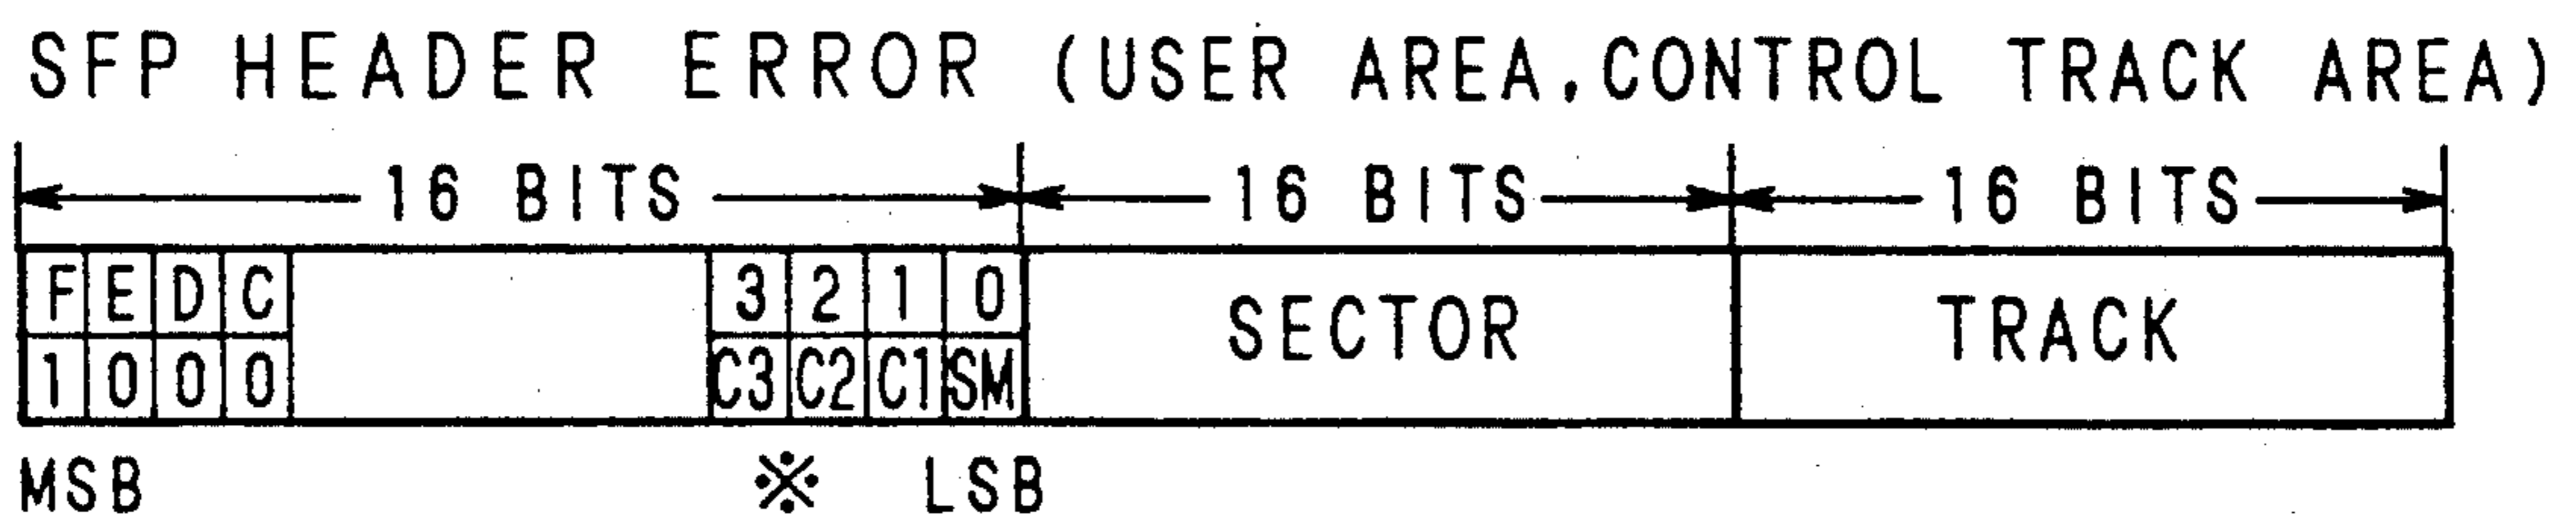 SFP HEADER ERROR (USER AREA,CONTROL TRACK AREA)
16 BITS 16 BITS 16 BITS
F E D C 3 2 1 0
SECTOR TRACK
1 0 0 0 C3 C2 C1 SM
MSB ※ LSB